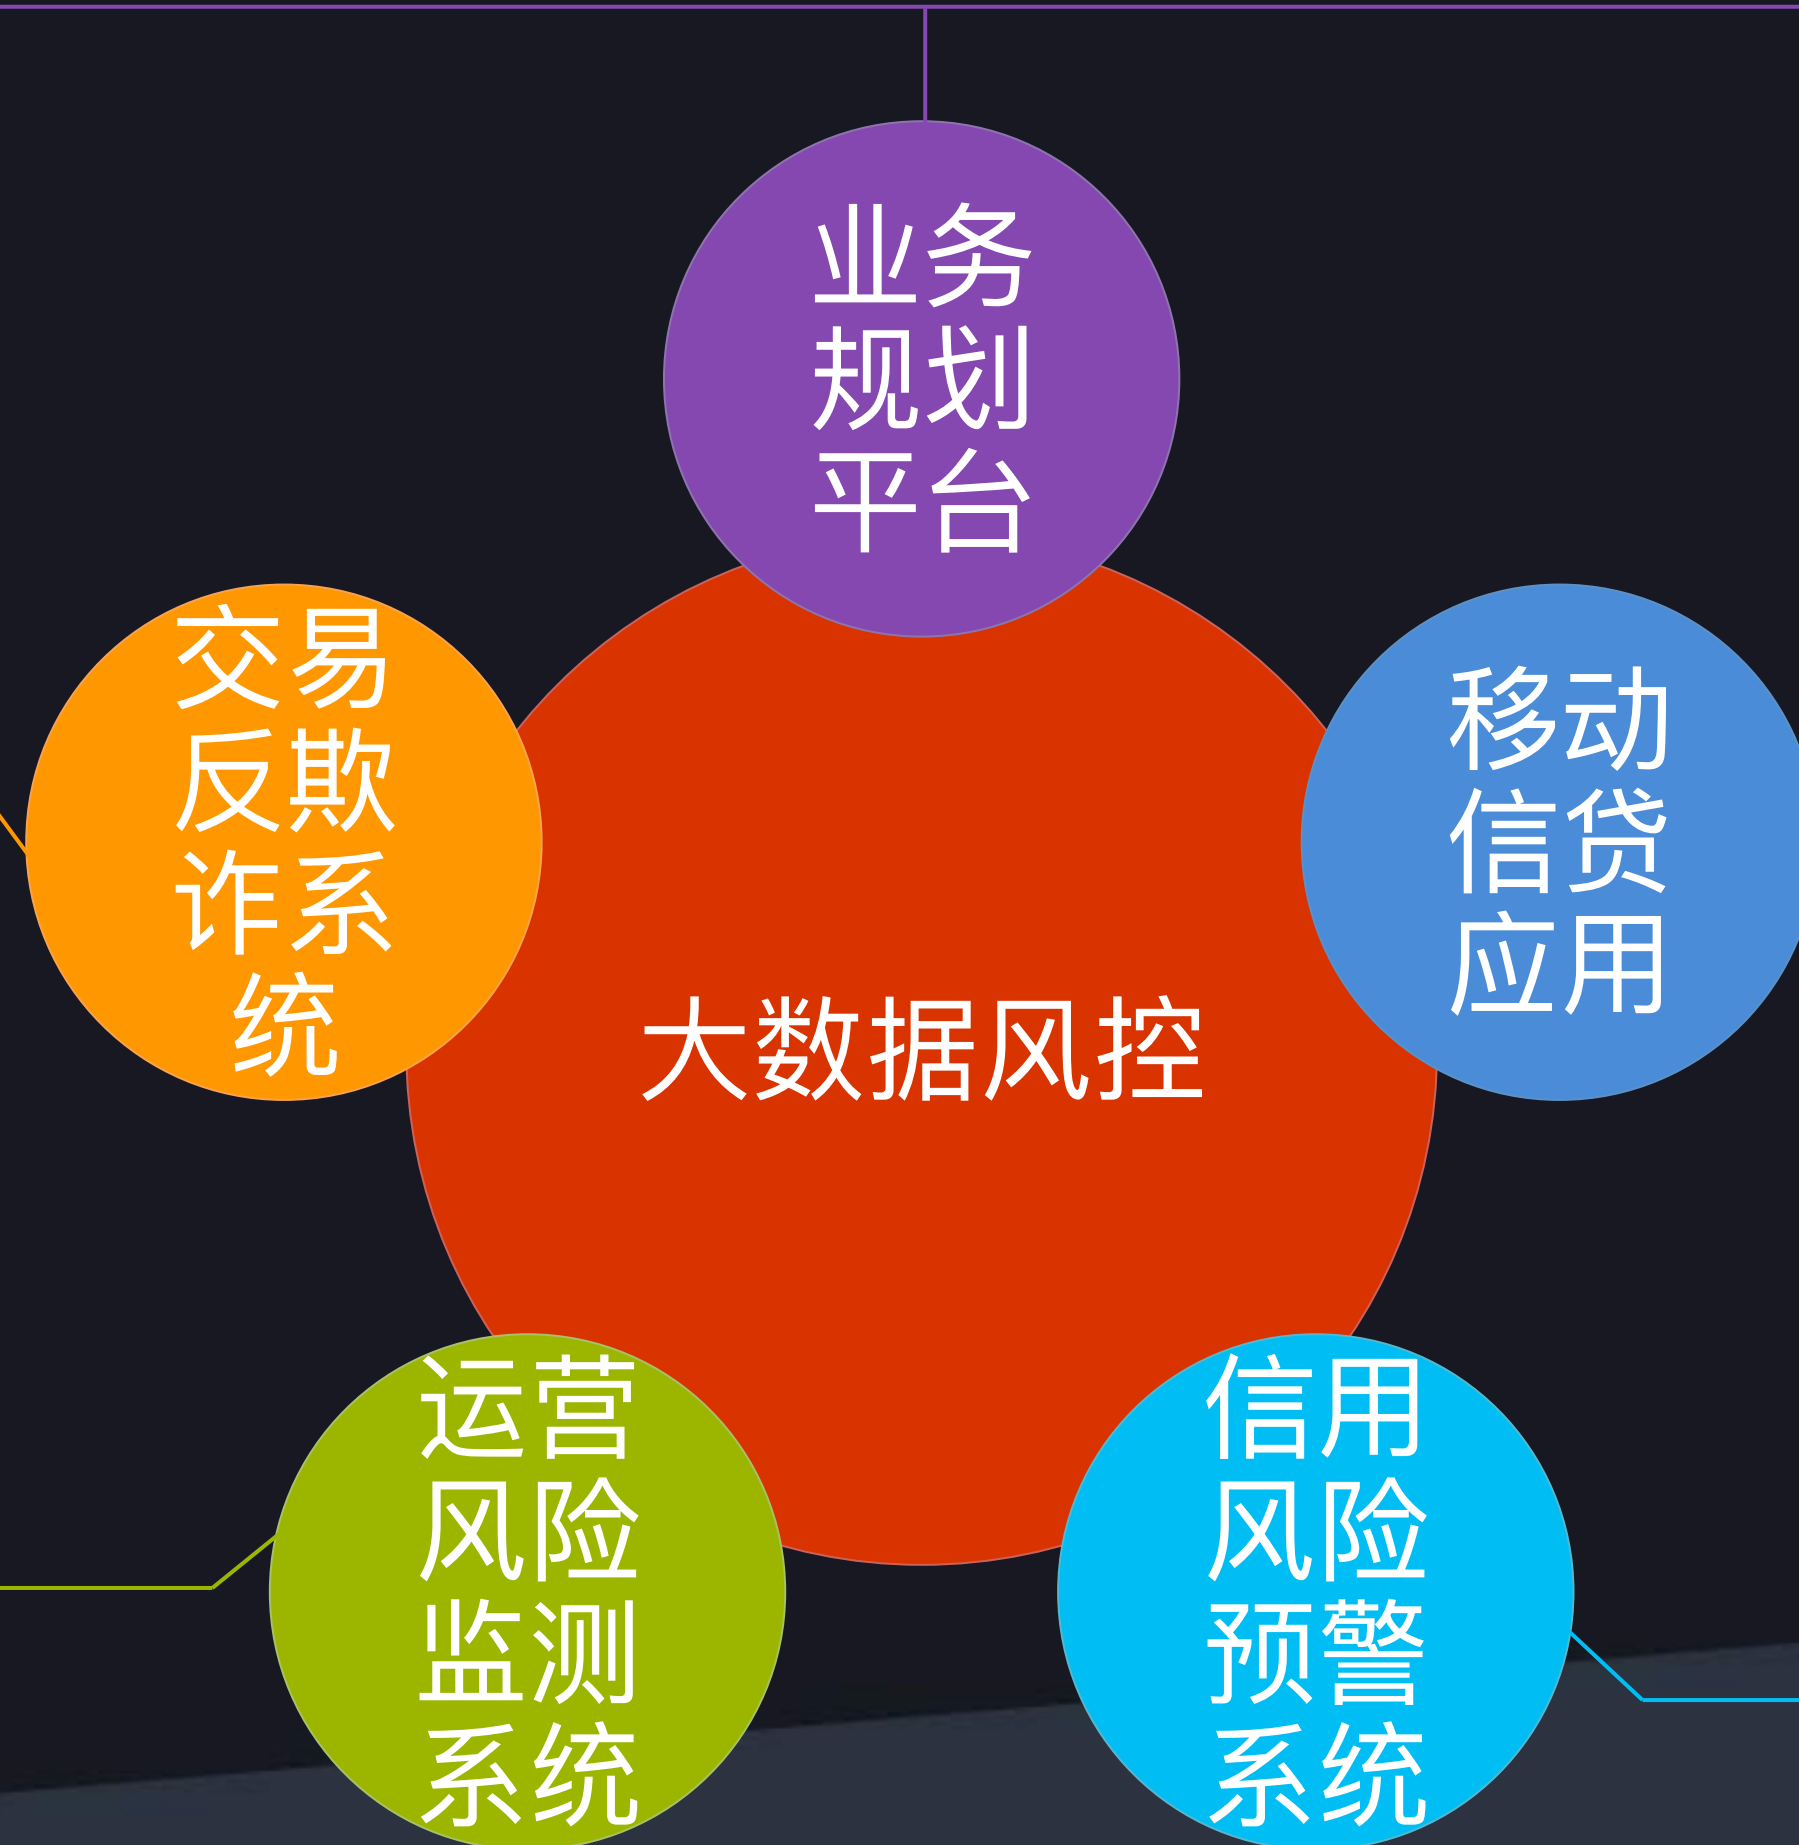 业务
规划
平台
交易
反欺
诈系
统
移动
信贷
应用
大数据风控
运营
风险
监测
系统
信用
风险
预警
系统